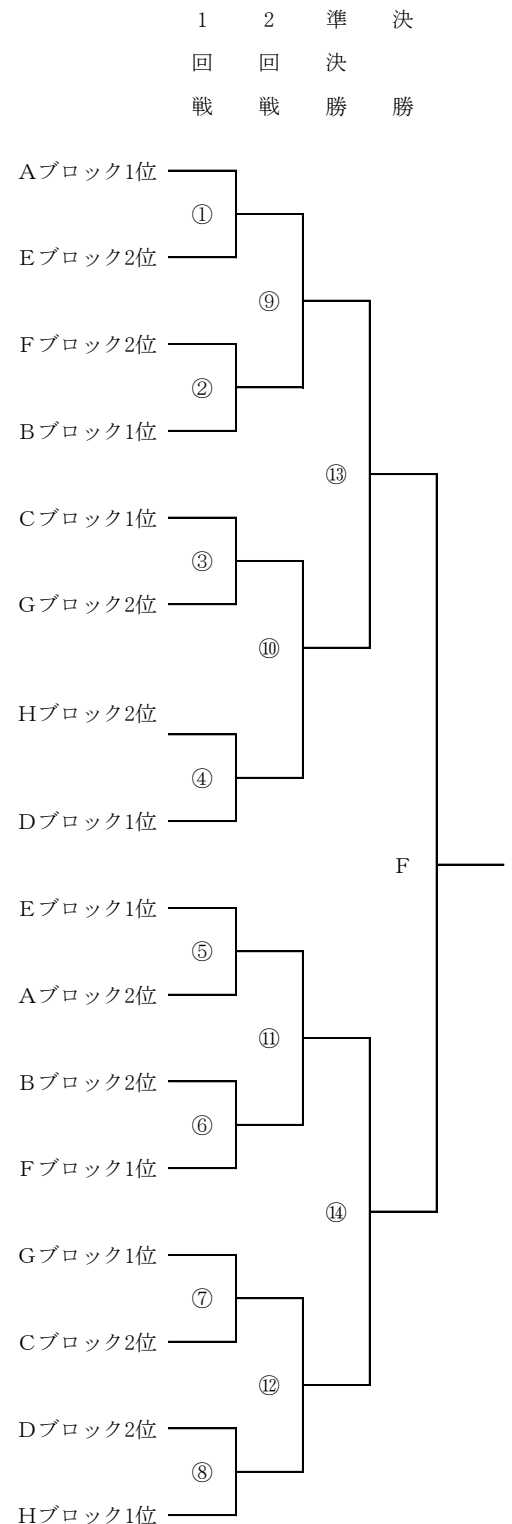 1回戦
2回戦
準決勝
決勝
Aブロック1位
①
Eブロック2位
⑨
Fブロック2位
②
Bブロック1位
⑬
Cブロック1位
③
Gブロック2位
⑩
Hブロック2位
④
Dブロック1位
F
Eブロック1位
⑤
Aブロック2位
⑪
Bブロック2位
⑥
Fブロック1位
⑭
Gブロック1位
⑦
Cブロック2位
⑫
Dブロック2位
⑧
Hブロック1位